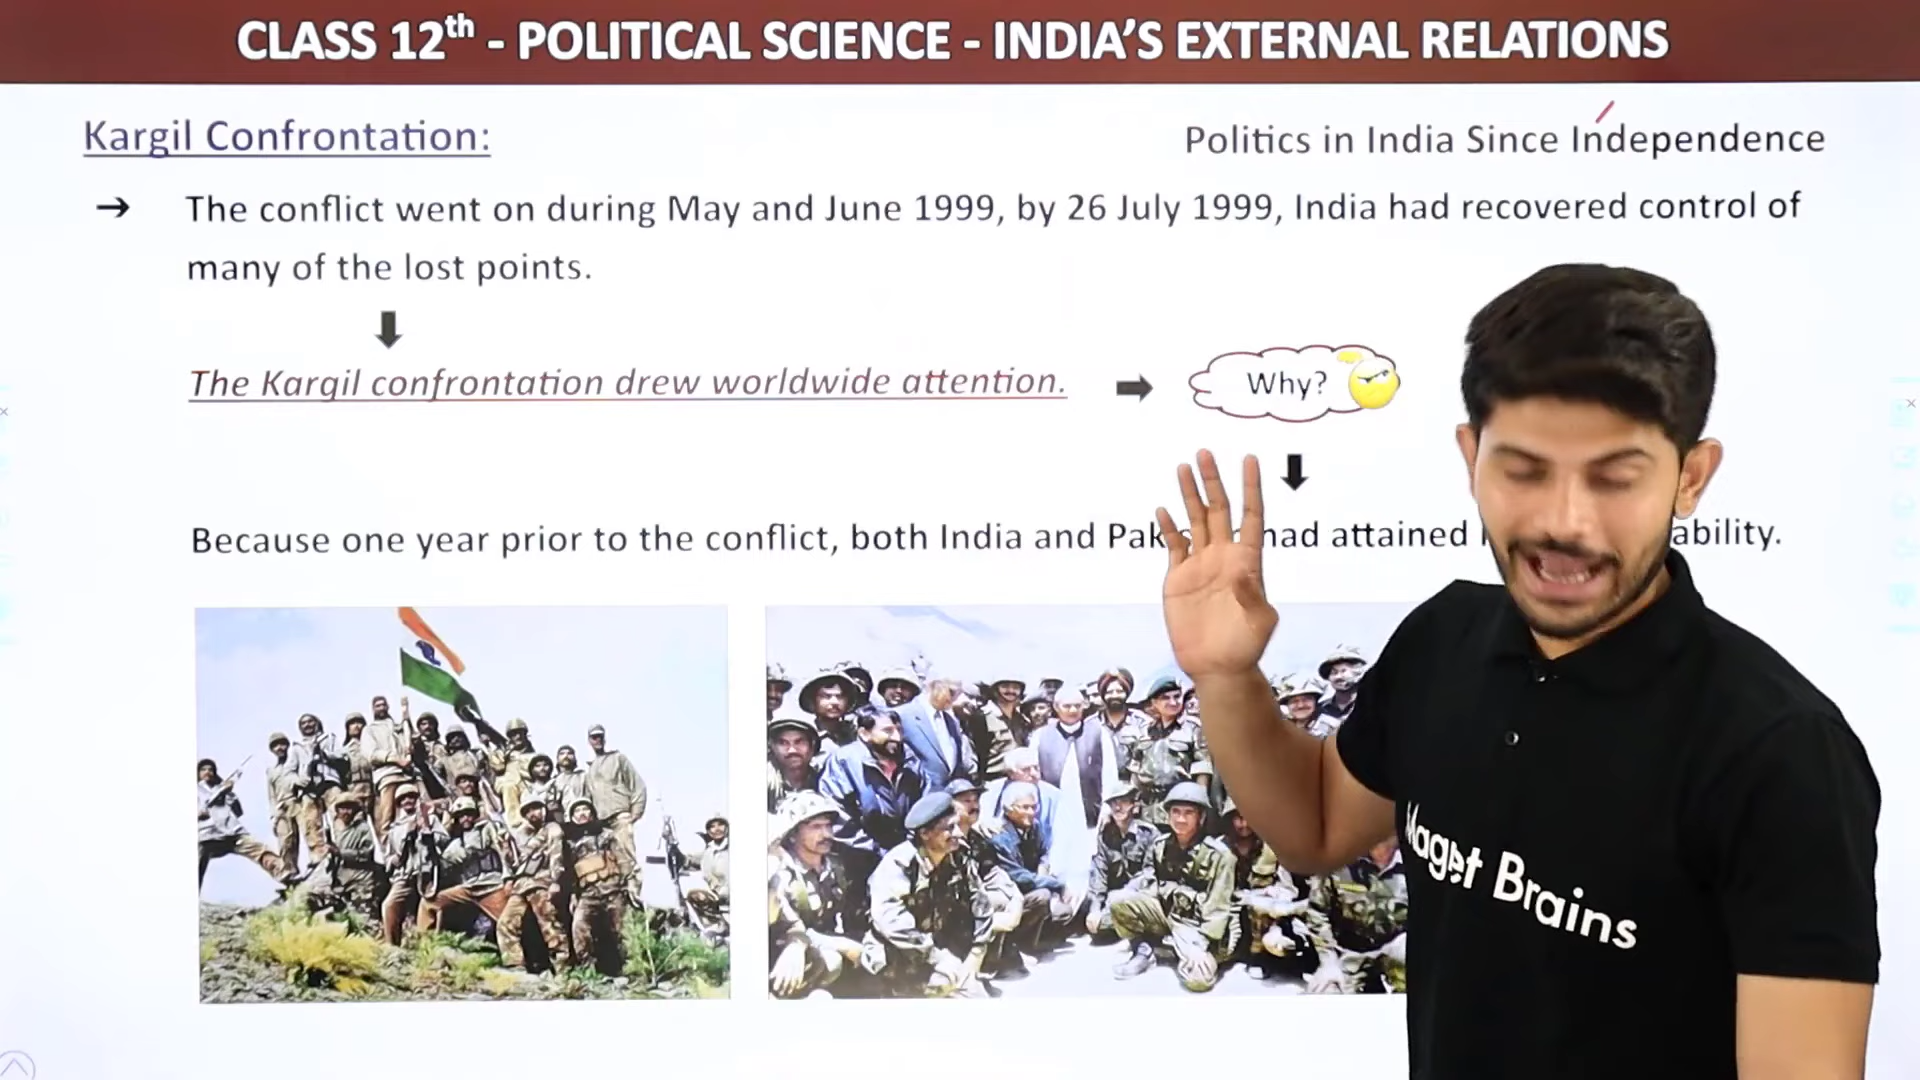 CLASS 12th - POLITICAL SCIENCE - INDIA'S EXTERNAL RELATIONS
Kargil Confrontation:
Politics in India Since Independence
→ The conflict went on during May and June 1999, by 26 July 1999, India had recovered control of
many of the lost points.
The Kargil confrontation drew worldwide attention.
Why?
Because one year prior to the conflict, both India and had attained ability.
Maget Brains